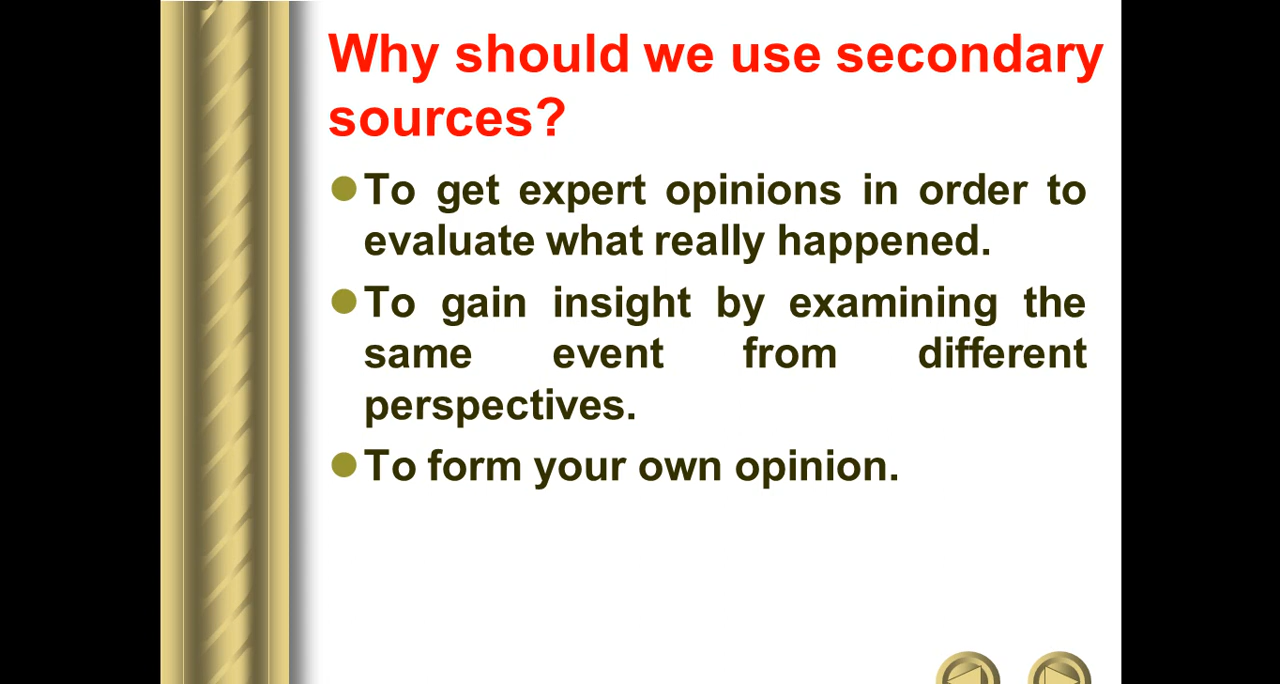 Why should we use secondary
sources?
To get expert opinions in order to
evaluate what really happened.
To gain insight by examining the
same event from different
perspectives.
To form your own opinion.